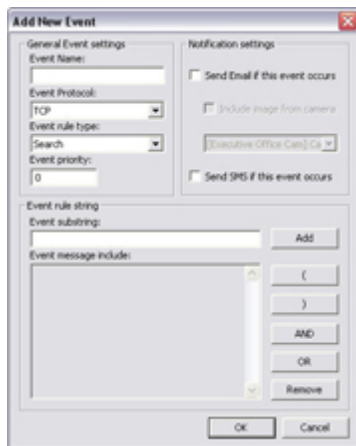 Add New Event
General Event settings
Event Name:
Event Protocol:
TCP
Event rule type:
Search
Event priority:
0
Notification settings
Send Email if this event occurs
Include image from camera
[Executive Office Cam] Ca
Send SMS if this event occurs
Event rule string
Event substring:
Add
Event message include:
(
)
AND
OR
Remove
OK
Cancel